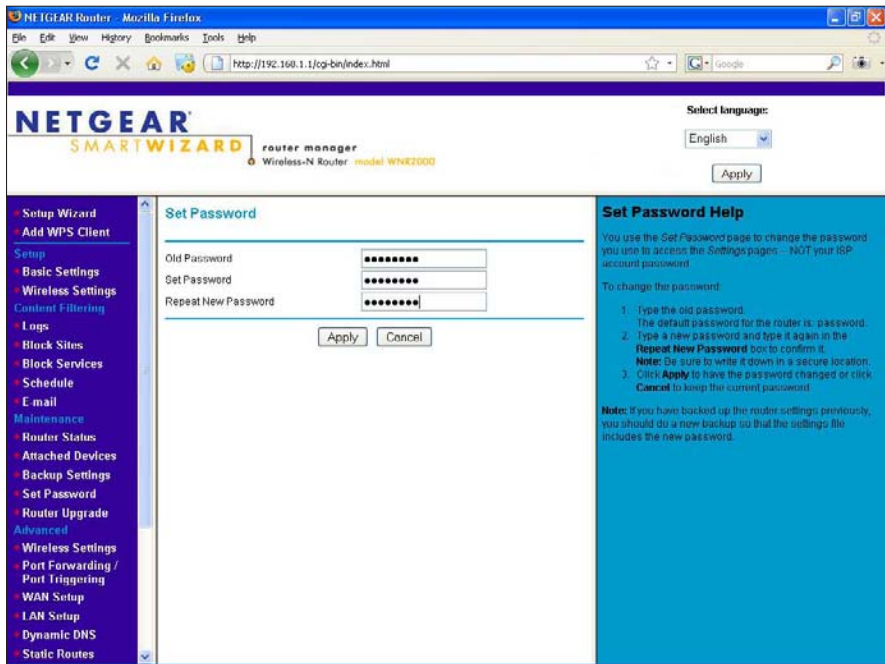 NETGEAR Router - Mozilla Firefox
File Edit View History Bookmarks Tools Help
http://192.168.1.1/cgi-bin/index.html
Google
NETGEAR
SMARTWIZARD
router manager
Wireless-N Router model WNR2000
Select language:
English
Apply
Setup Wizard
Add WPS Client
Setup
Basic Settings
Wireless Settings
Content Filtering
Logs
Block Sites
Block Services
Schedule
E-mail
Maintenance
Router Status
Attached Devices
Backup Settings
Set Password
Router Upgrade
Advanced
Wireless Settings
Port Forwarding /
Port Triggering
WAN Setup
LAN Setup
Dynamic DNS
Static Routes
Set Password
Old Password
Set Password
Repeat New Password
Apply Cancel
Set Password Help
You use the Set Password page to change the password
you use to access the Settings pages -- NOT your ISP
account password.
To change the password:
1. Type the old password.
The default password for the router is: password.
2. Type a new password and type it again in the
Repeat New Password box to confirm it.
Note: Be sure to write it down in a secure location.
3. Click Apply to have the password changed or click
Cancel to keep the current password.
Note: If you have backed up the router settings previously,
you should do a new backup so that the settings file
includes the new password.